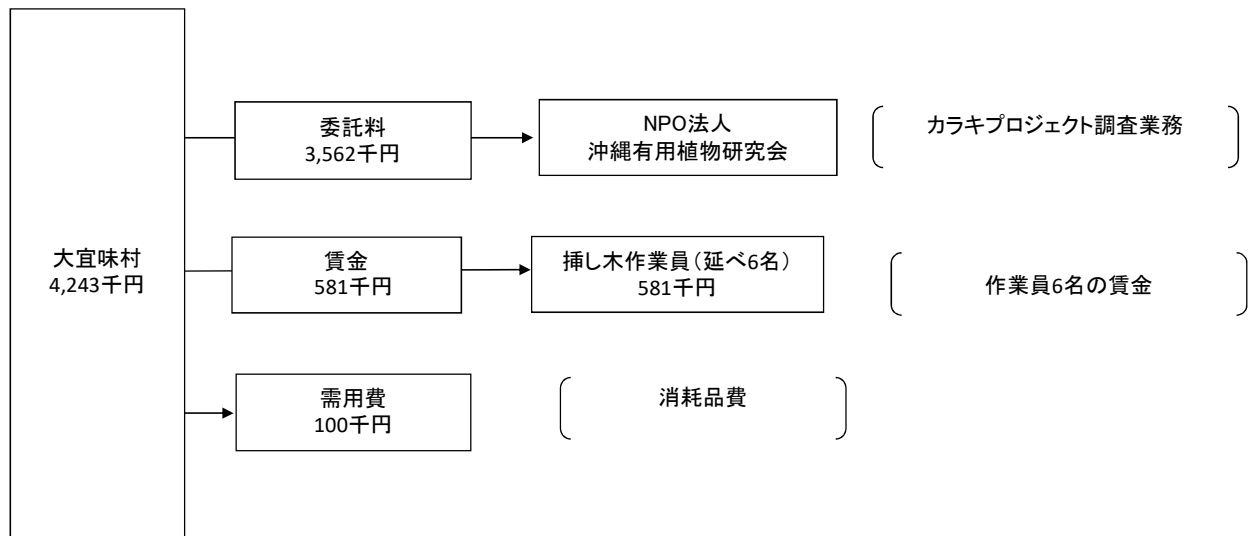 大宜味村
4,243千円
委託料
3,562千円
NPO法人
沖縄有用植物研究会
カラキプロジェクト調査業務
賃金
581千円
挿し木作業員(延べ6名)
581千円
作業員6名の賃金
需用費
100千円
消耗品費